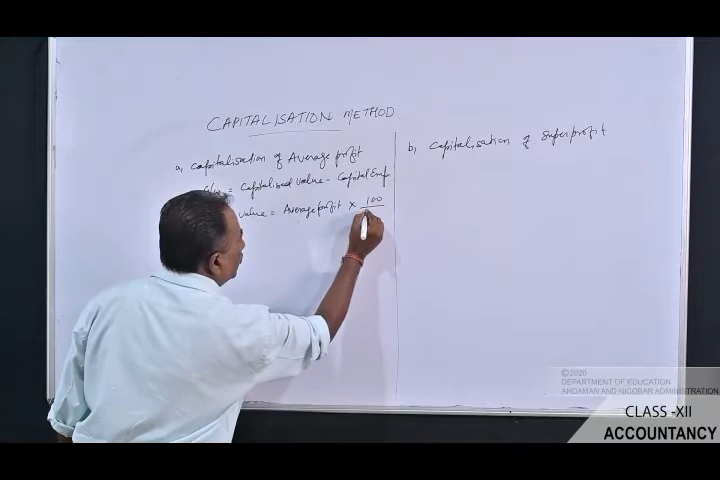 CAPITALISATION METHOD
a, Capitalisation of Average profit
= Capitalised value - Capital Emp
value = Average profit × 100
b, Capitalisation of Superprofit
©2020
DEPARTMENT OF EDUCATION
ANDAMAN AND NICOBAR ADMINISTRATION
CLASS -XII
ACCOUNTANCY